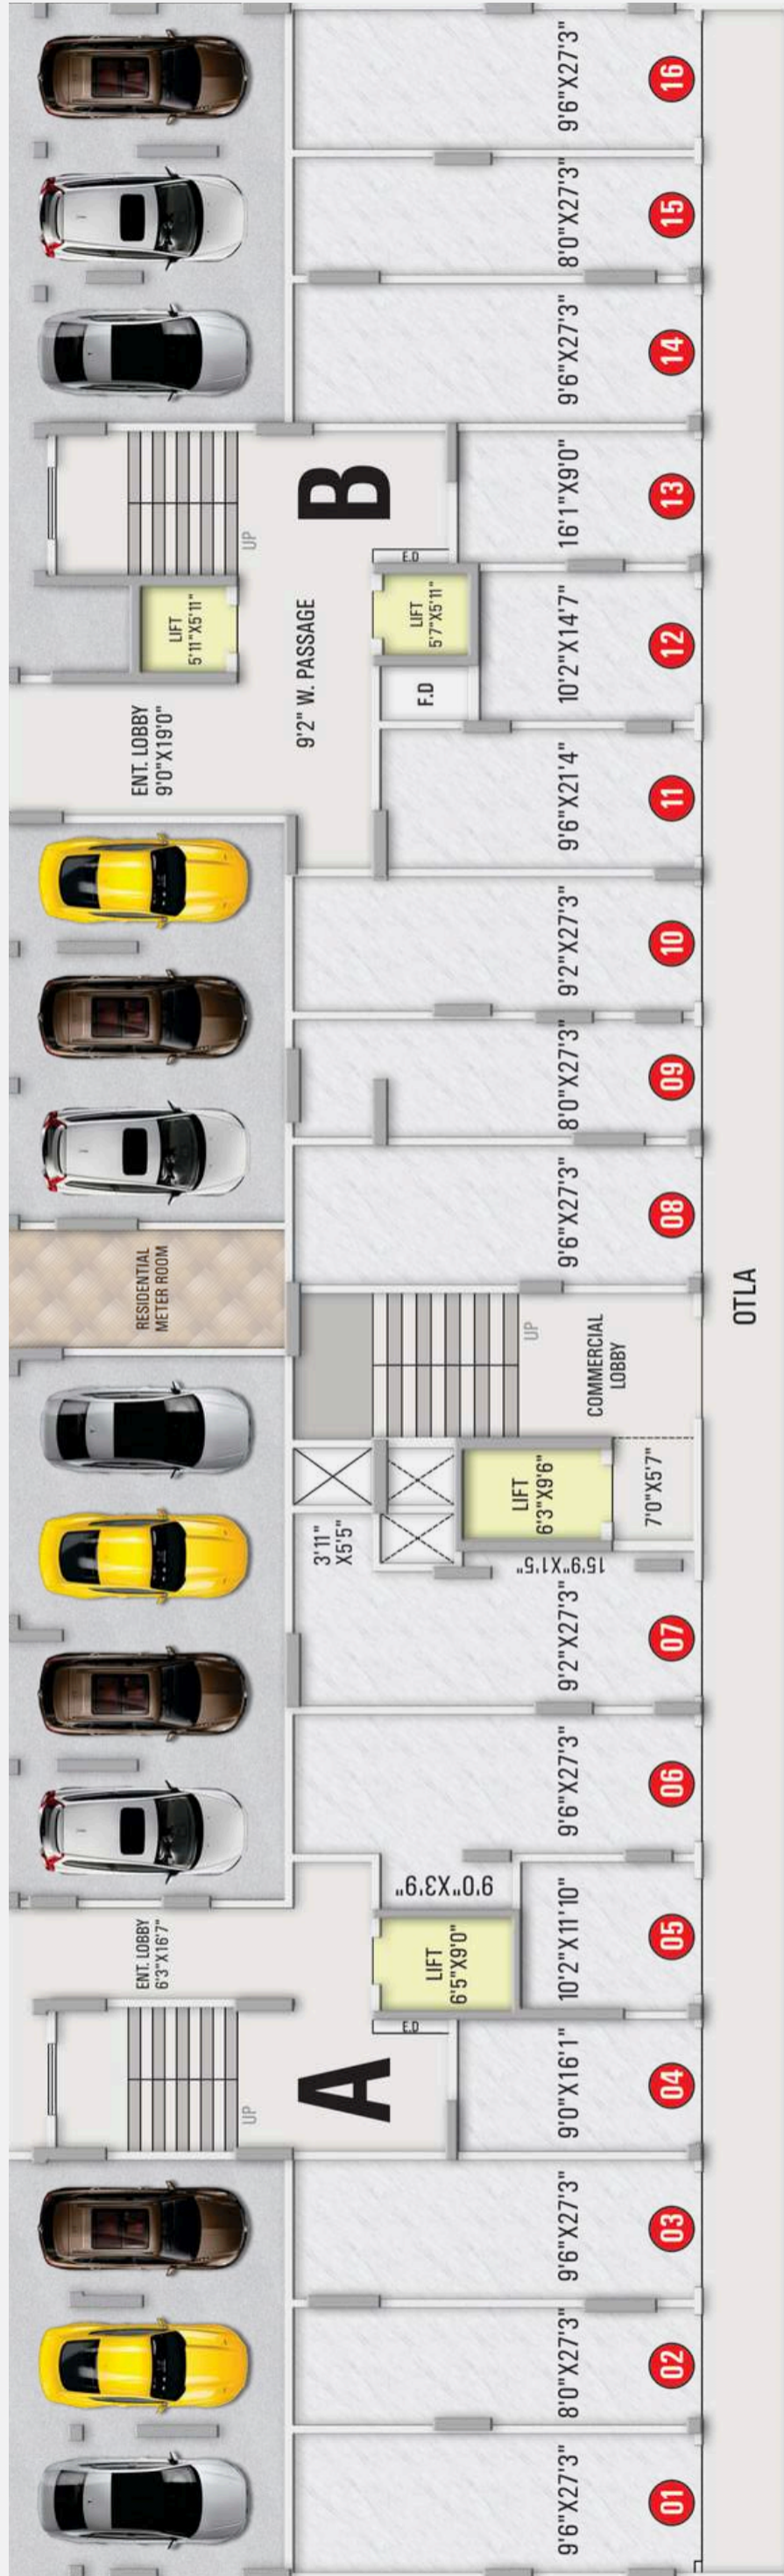 16
9'6"X27'3"
15
8'0"X27'3"
14
9'6"X27'3"
13
16'1"X9'0"
B
UP
E.D
LIFT
5'11"X5'11"
LIFT
5'7"X5'11"
12
10'2"X14'7"
F.D
9'2" W. PASSAGE
ENT. LOBBY
9'0"X19'0"
11
9'6"X21'4"
10
9'2"X27'3"
09
8'0"X27'3"
08
9'6"X27'3"
RESIDENTIAL
METER ROOM
OTLA
UP
COMMERCIAL
LOBBY
LIFT
6'3"X9'6"
7'0"X5'7"
3'11"
X5'5"
15'9"X1'5"
07
9'2"X27'3"
06
9'6"X27'3"
9'0"X3'9"
ENT. LOBBY
6'3"X16'7"
LIFT
6'5"X9'0"
05
10'2"X11'10"
E.D
A
UP
04
9'0"X16'1"
03
9'6"X27'3"
02
8'0"X27'3"
01
9'6"X27'3"